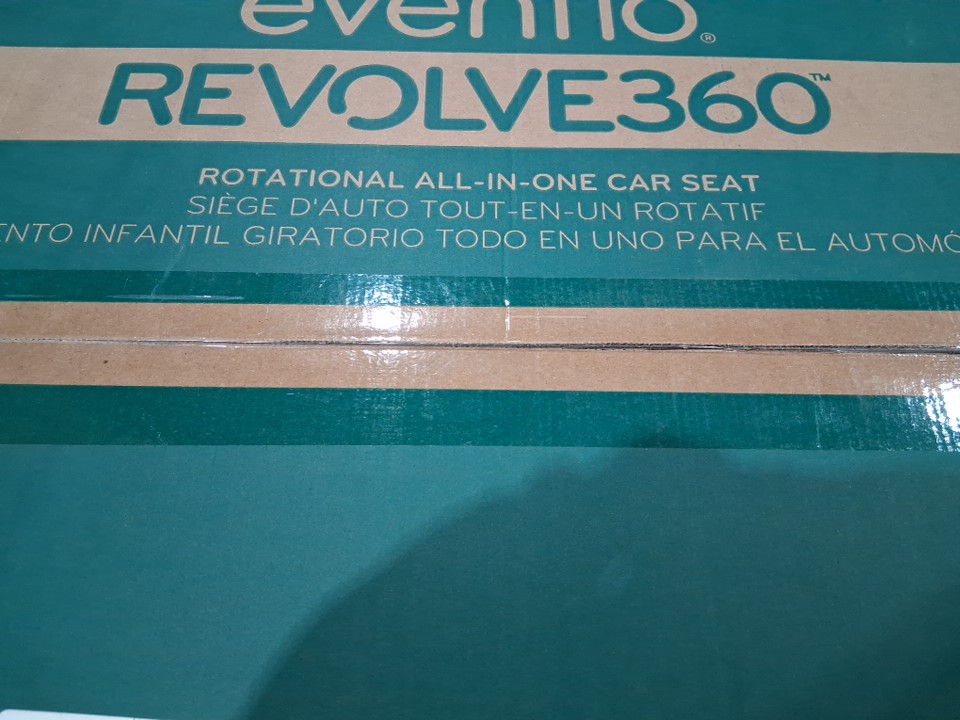 evenflo®
REVOLVE360™
ROTATIONAL ALL-IN-ONE CAR SEAT
SIÈGE D'AUTO TOUT-EN-UN ROTATIF
INFANTIL GIRATORIO TODO EN UNO PARA EL